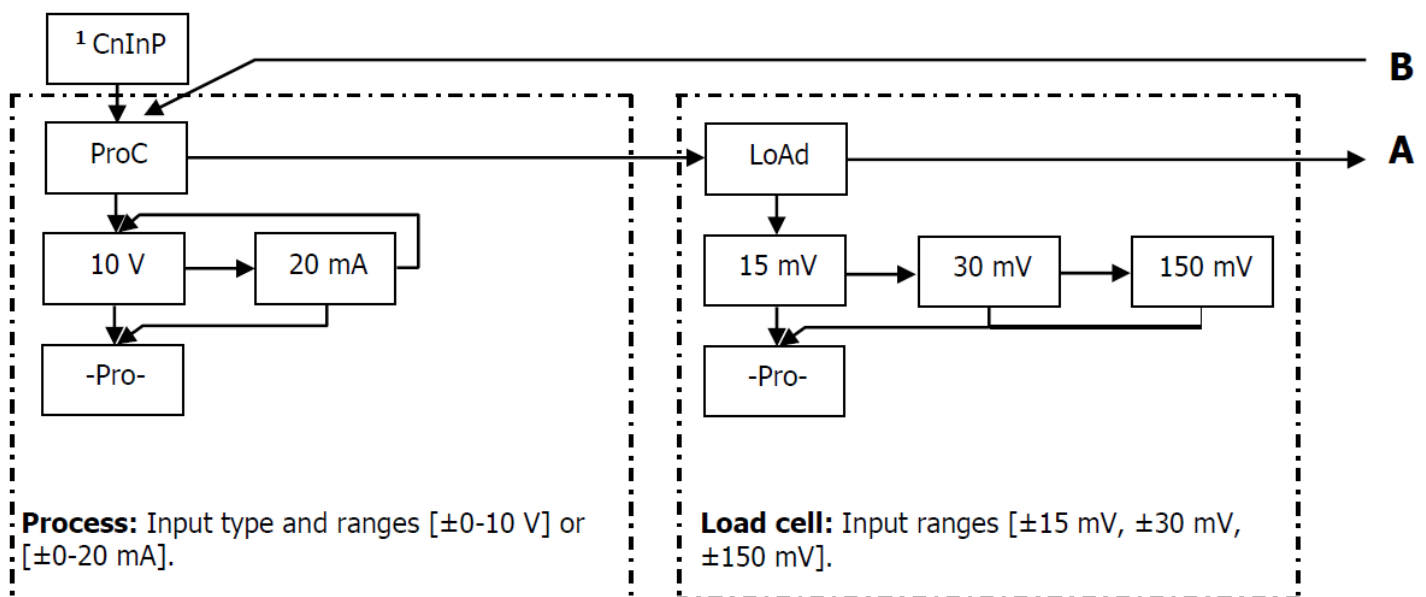 ¹ CnInP
B
ProC
LoAd
A
10 V
20 mA
15 mV
30 mV
150 mV
-Pro-
-Pro-
Process: Input type and ranges [±0-10 V] or
[±0-20 mA].
Load cell: Input ranges [±15 mV, ±30 mV,
±150 mV].